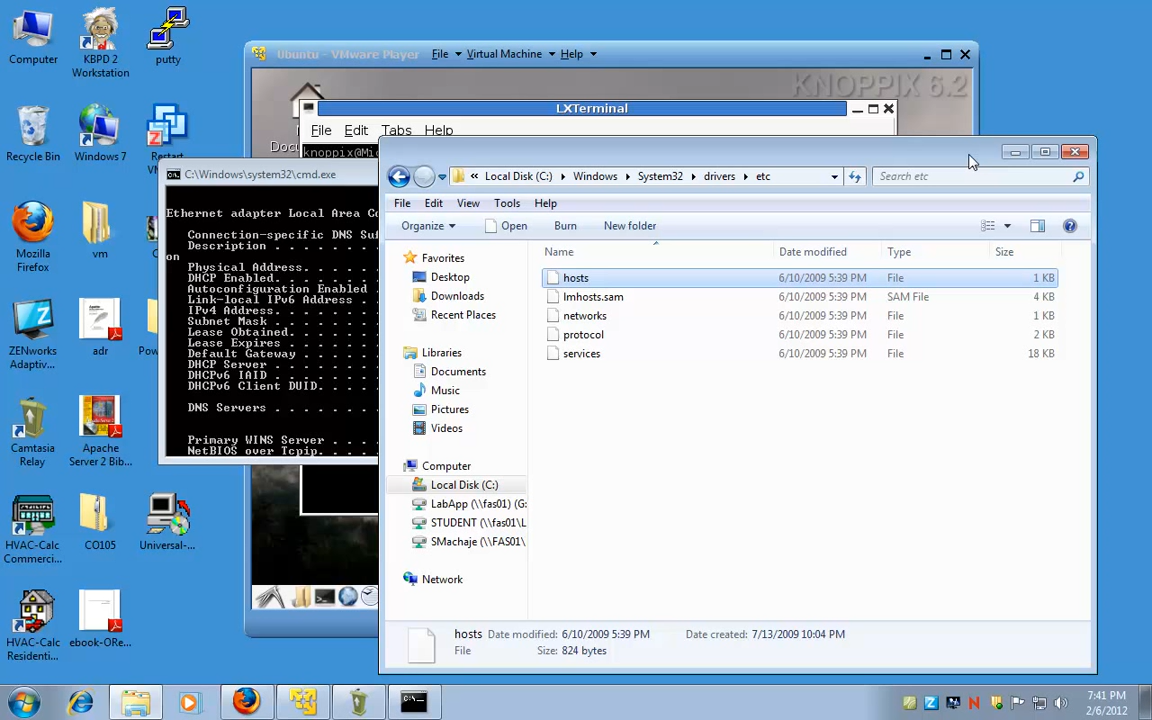 Computer
KBPD 2
Workstation
putty
Recycle Bin
Windows 7
Restart
Mozilla
Firefox
vm
ZENworks
Adaptiv...
adr
Camtasia
Relay
Apache
Server 2 Bib...
HVAC-Calc
Commerci...
CO105
Universal-...
HVAC-Calc
Residenti...
ebook-ORe...
Ubuntu - VMware Player File Virtual Machine Help
KNOPPIX 6.2
LXTerminal
File Edit Tabs Help
C:\Windows\system32\cmd.exe
Ethernet adapter Local Area Co
Connection-specific DNS Suf
Description . . . . . . . .
on
Physical Address. . . . . .
DHCP Enabled. . . . . . . .
Autoconfiguration Enabled .
Link-local IPv6 Address . .
IPv4 Address. . . . . . . .
Subnet Mask . . . . . . . .
Lease Obtained. . . . . . .
Lease Expires . . . . . . .
Default Gateway . . . . . .
DHCP Server . . . . . . . .
DHCPv6 IAID . . . . . . . .
DHCPv6 Client DUID. . . . .
DNS Servers . . . . . . . .
Primary WINS Server . . . .
NetBIOS over Tcpip. . . . .
« Local Disk (C:) Windows System32 drivers etc
Search etc
File Edit View Tools Help
Organize Open Burn New folder
Name Date modified Type Size
hosts 6/10/2009 5:39 PM File 1 KB
lmhosts.sam 6/10/2009 5:39 PM SAM File 4 KB
networks 6/10/2009 5:39 PM File 1 KB
protocol 6/10/2009 5:39 PM File 2 KB
services 6/10/2009 5:39 PM File 18 KB
Favorites
Desktop
Downloads
Recent Places
Libraries
Documents
Music
Pictures
Videos
Computer
Local Disk (C:)
LabApp (\\fas01) (G:
STUDENT (\\fas01\L
SMachaje (\\FAS01\
Network
hosts Date modified: 6/10/2009 5:39 PM Date created: 7/13/2009 10:04 PM
File Size: 824 bytes
7:41 PM
2/6/2012